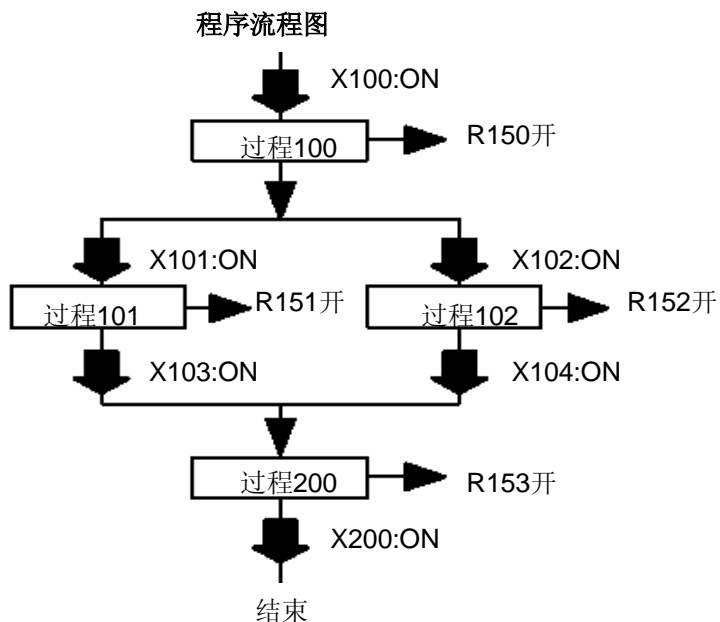 程序流程图
X100:ON
过程100
R150开
X101:ON
X102:ON
过程101
R151开
过程102
R152开
X103:ON
X104:ON
过程200
R153开
X200:ON
结束